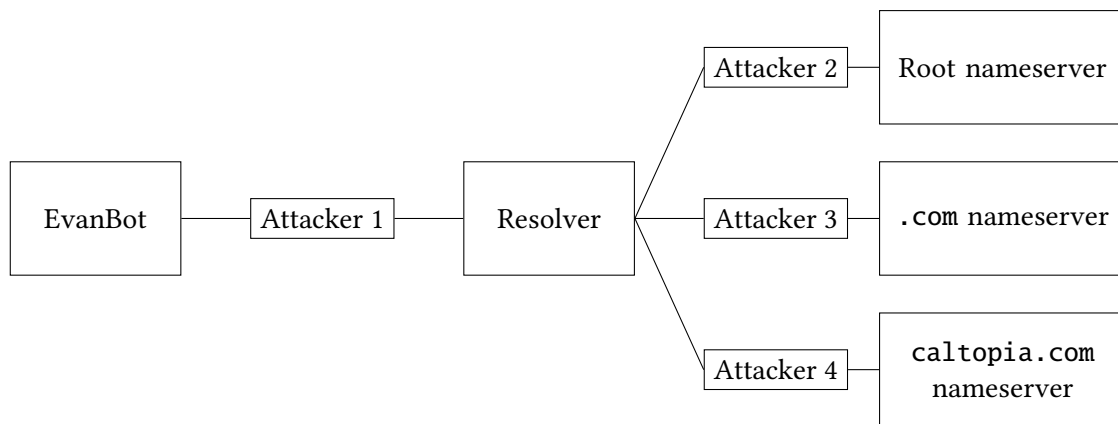 Attacker 2
Root nameserver
EvanBot
Attacker 1
Resolver
Attacker 3
.com nameserver
Attacker 4
caltopia.com
nameserver